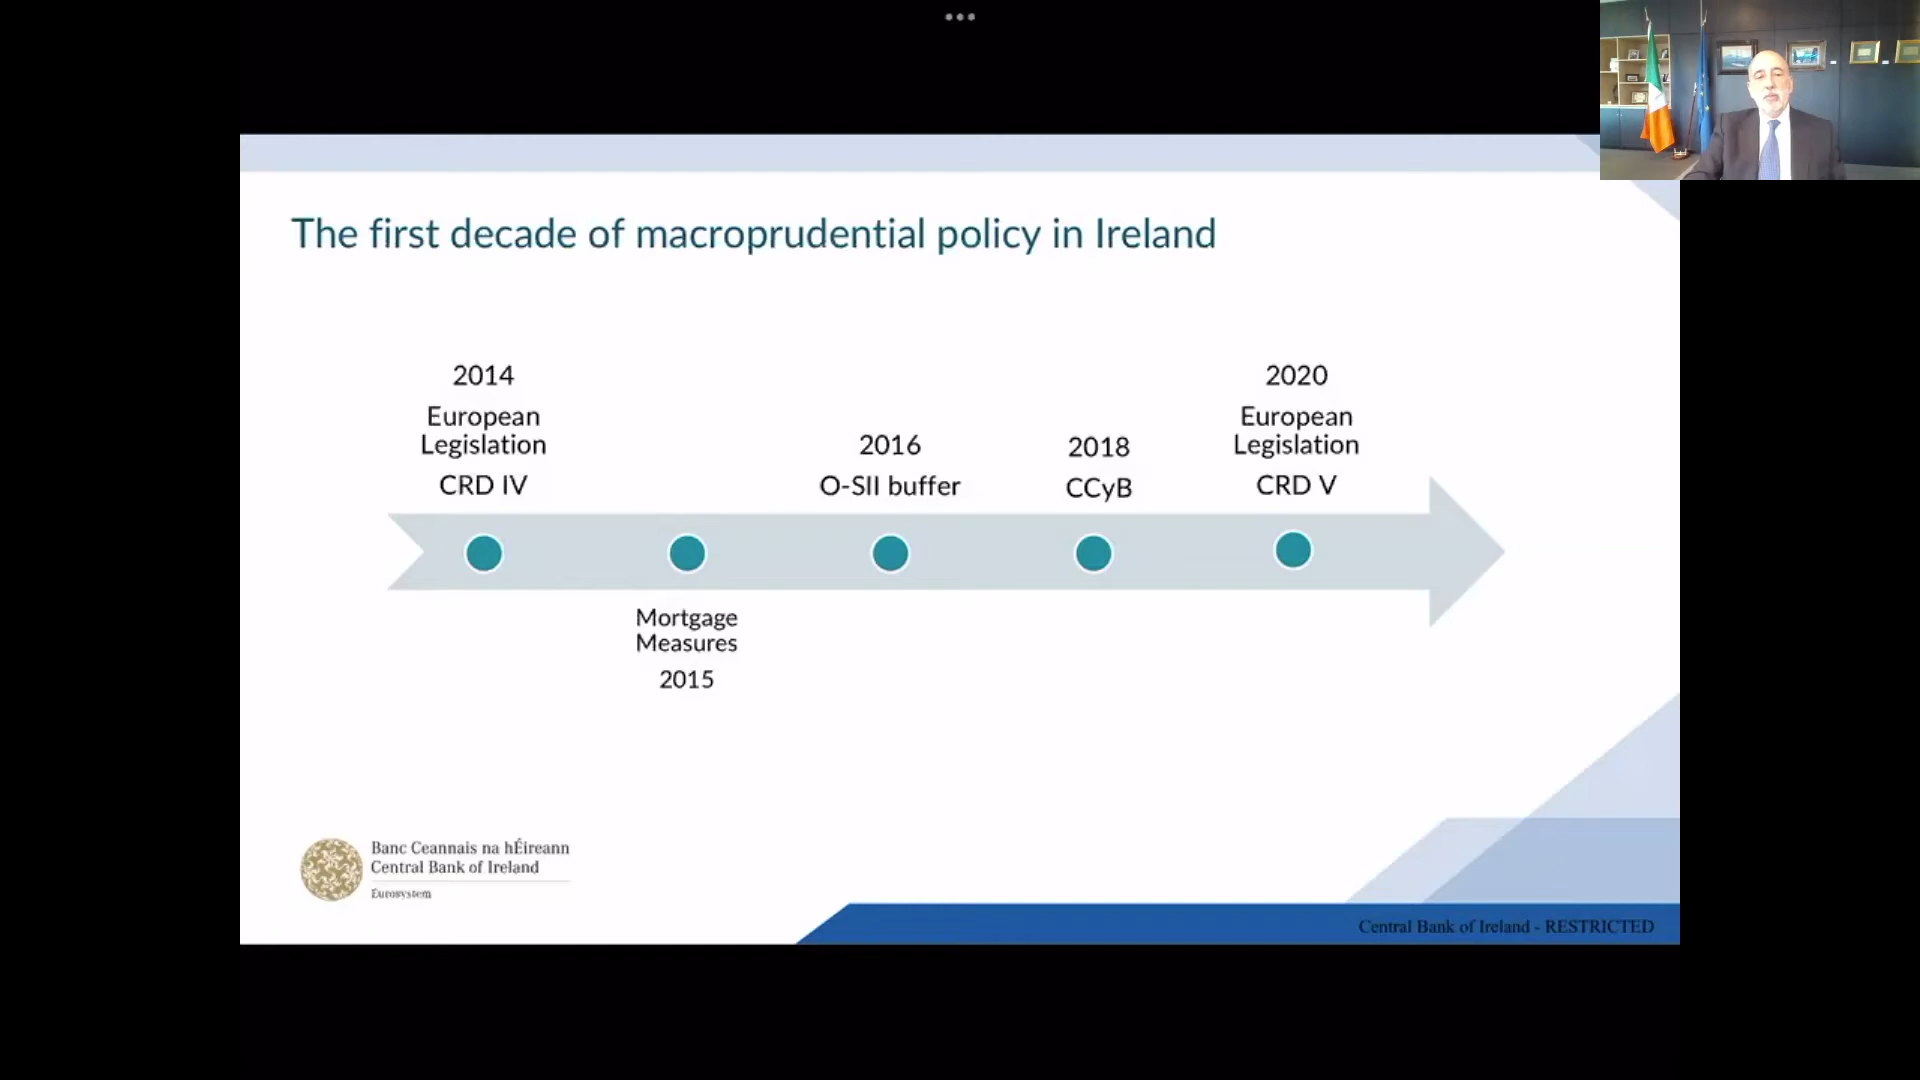 The first decade of macroprudential policy in Ireland
2014
European
Legislation
CRD IV
Mortgage
Measures
2015
2016
O-SII buffer
2018
CCyB
2020
European
Legislation
CRD V
Banc Ceannais na hÉireann
Central Bank of Ireland
Eurosystem
Central Bank of Ireland - RESTRICTED